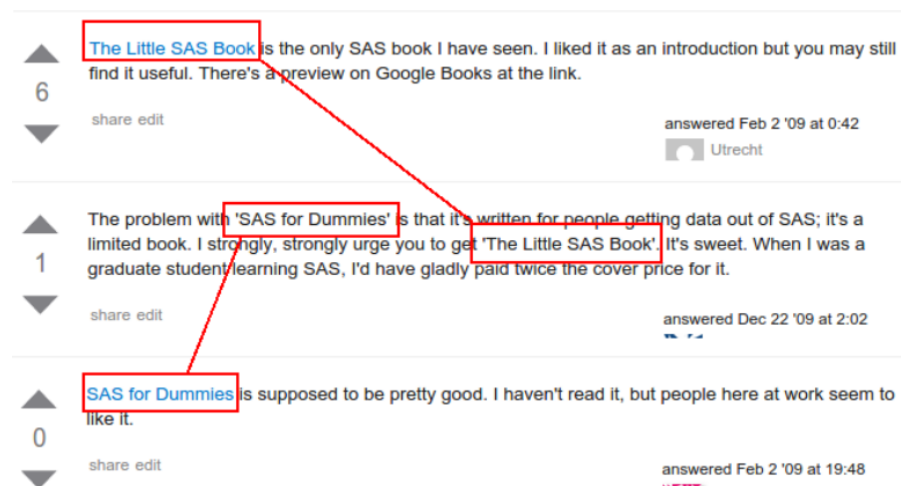 The Little SAS Book is the only SAS book I have seen. I liked it as an introduction but you may still
find it useful. There's a preview on Google Books at the link.
6
share edit
answered Feb 2 '09 at 0:42
Utrecht
The problem with 'SAS for Dummies' is that it's written for people getting data out of SAS; it's a
limited book. I strongly, strongly urge you to get 'The Little SAS Book'. It's sweet. When I was a
1
graduate student learning SAS, I'd have gladly paid twice the cover price for it.
share edit
answered Dec 22 '09 at 2:02
SAS for Dummies is supposed to be pretty good. I haven't read it, but people here at work seem to
like it.
0
share edit
answered Feb 2 '09 at 19:48